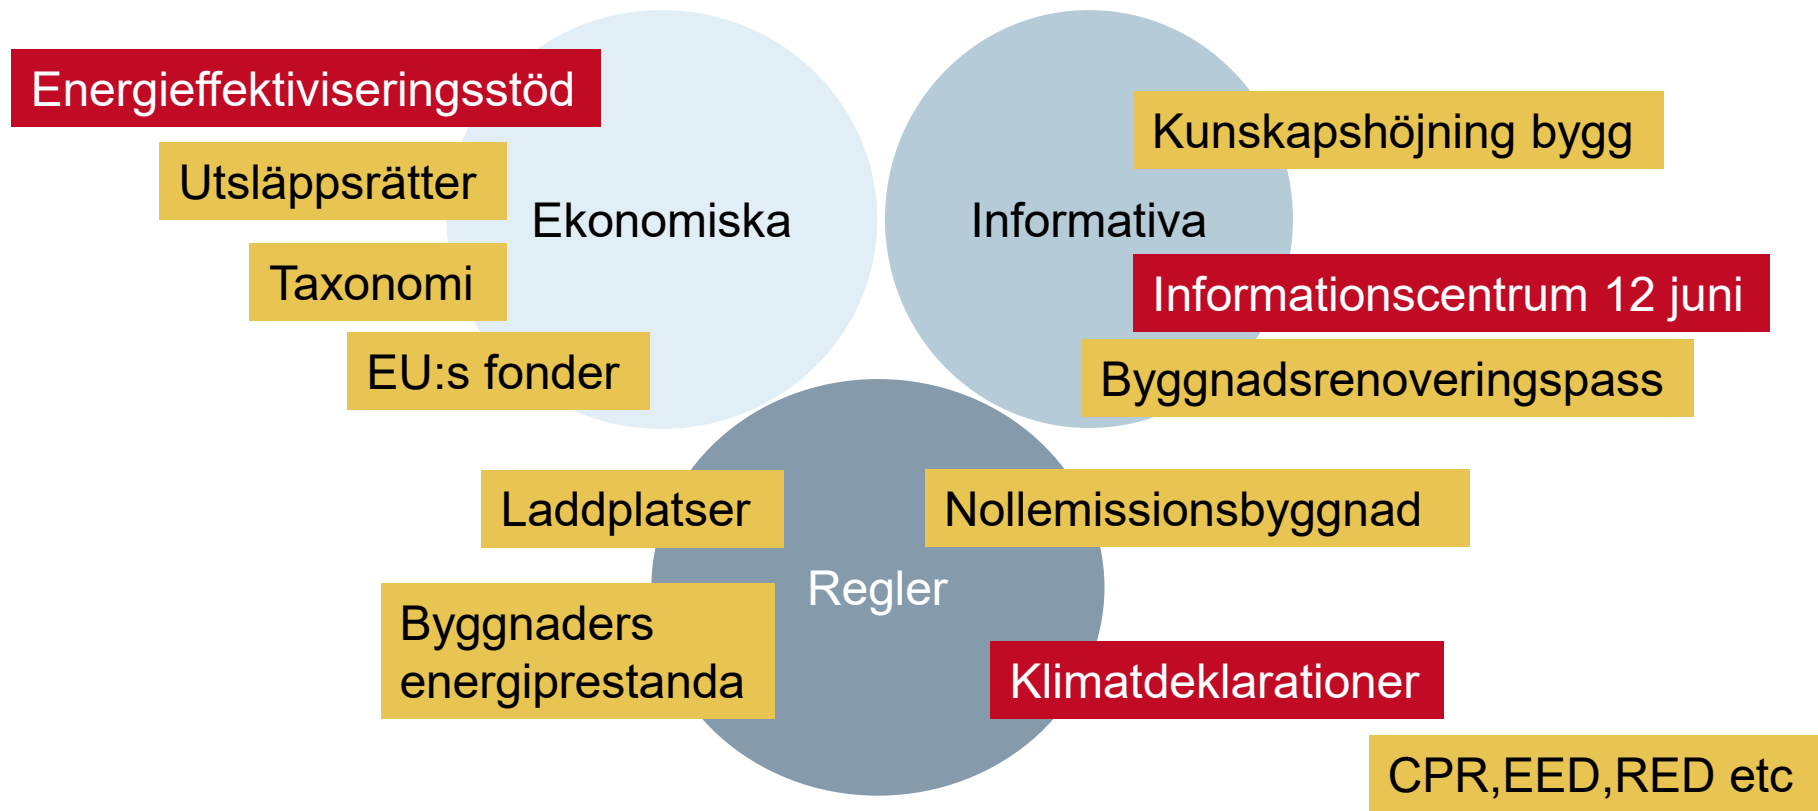 Energieffektiviseringsstöd
Utsläppsrätter
Taxonomi
EU:s fonder
Ekonomiska
Informativa
Kunskapshöjning bygg
Informationscentrum 12 juni
Byggnadsrenoveringspass
Laddplatser
Nollemissionsbyggnad
Regler
Byggnaders
energiprestanda
Klimatdeklarationer
CPR,EED,RED etc